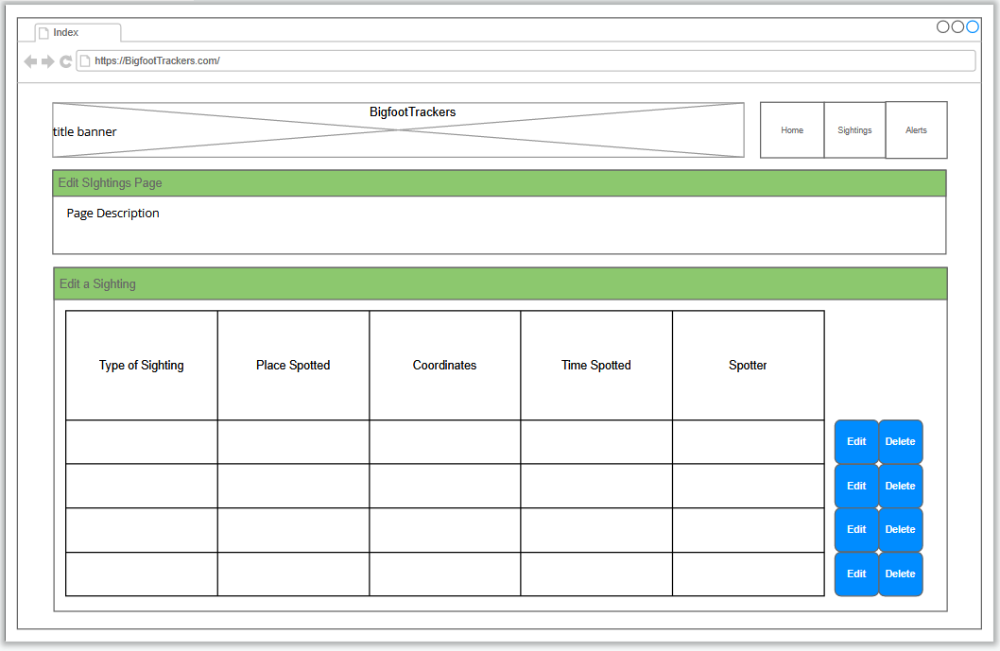 Index
https://BigfootTrackers.com/
BigfootTrackers
title banner
Home
Sightings
Alerts
Edit SIghtings Page
Page Description
Edit a Sighting
Type of Sighting
Place Spotted
Coordinates
Time Spotted
Spotter
Edit
Delete
Edit
Delete
Edit
Delete
Edit
Delete